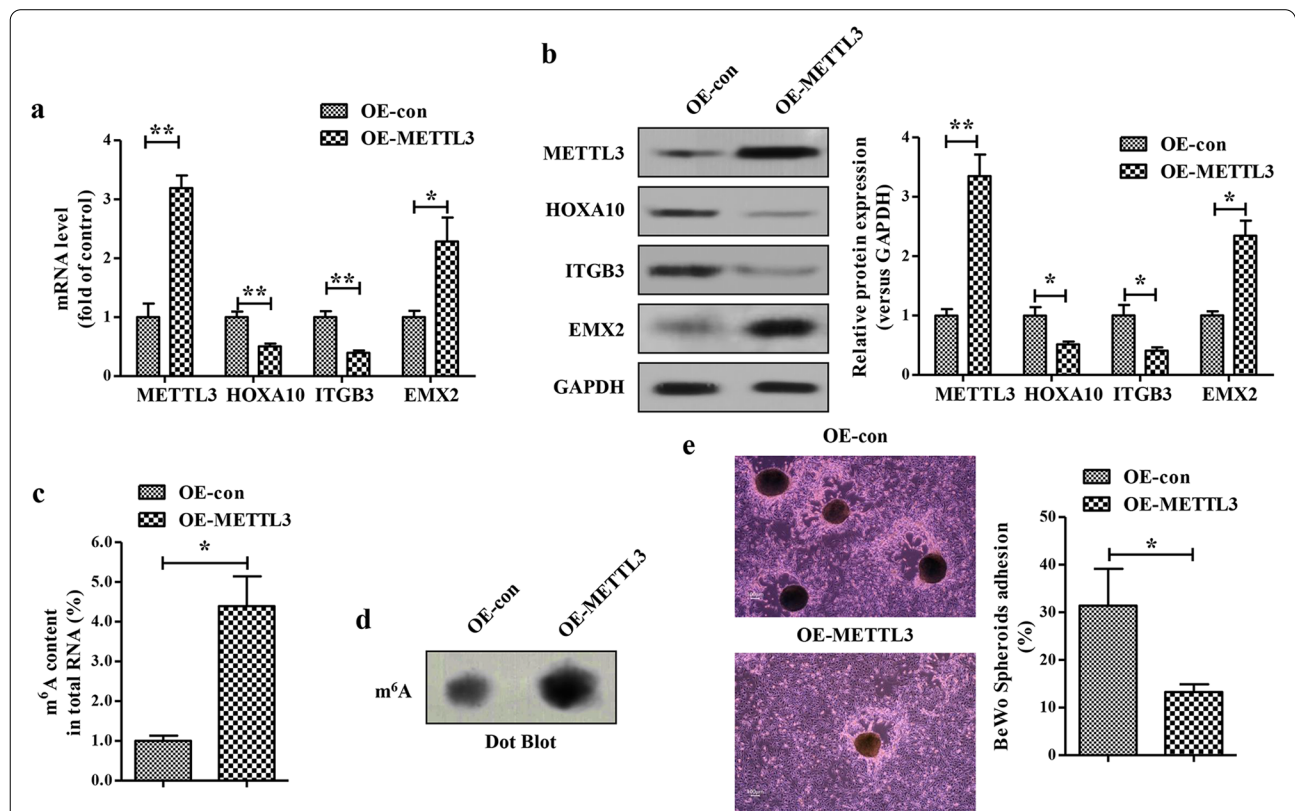 a
OE-con
OE-METTL3
mRNA level
(fold of control)
4
3
2
1
0
**
**
**
*
METTL3 HOXA10 ITGB3 EMX2
b
OE-con
OE-METTL3
METTL3
HOXA10
ITGB3
EMX2
GAPDH
Relative protein expression
(versus GAPDH)
4
3
2
1
0
**
*
*
*
OE-con
OE-METTL3
METTL3 HOXA10 ITGB3 EMX2
c
OE-con
OE-METTL3
m⁶A content
in total RNA (%)
6.0
5.0
4.0
3.0
2.0
1.0
0.0
*
d
OE-con
OE-METTL3
m⁶A
Dot Blot
e
OE-con
OE-METTL3
OE-con
OE-METTL3
BeWo Spheroids adhesion
(%)
50
40
30
20
10
0
*